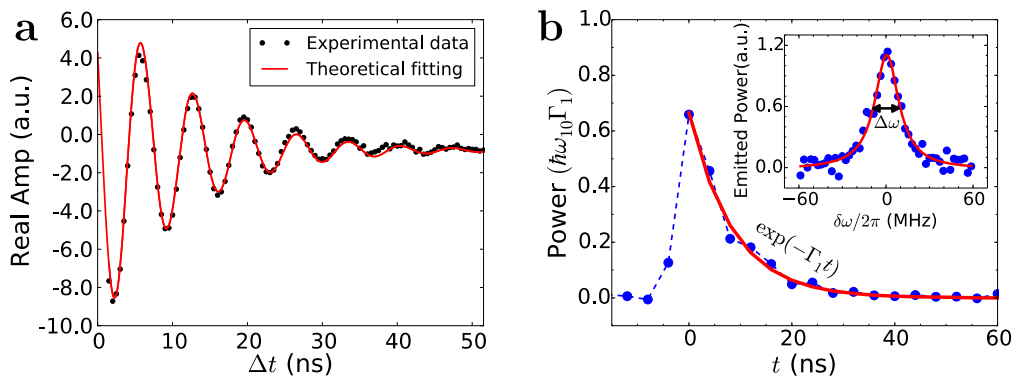 a
Real Amp (a.u.)
6.0
4.0
2.0
0.0
-2.0
-4.0
-6.0
-8.0
-10.0
Experimental data
Theoretical fitting
0 10 20 30 40 50
Δt (ns)
b
Power (ħω₁₀Γ₁)
1.0
0.8
0.6
0.4
0.2
0.0
exp(−Γ₁t)
0 20 40 60
t (ns)
Emitted Power(a.u.)
1.2
0.6
0.0
Δω
−60 0 60
δω/2π (MHz)